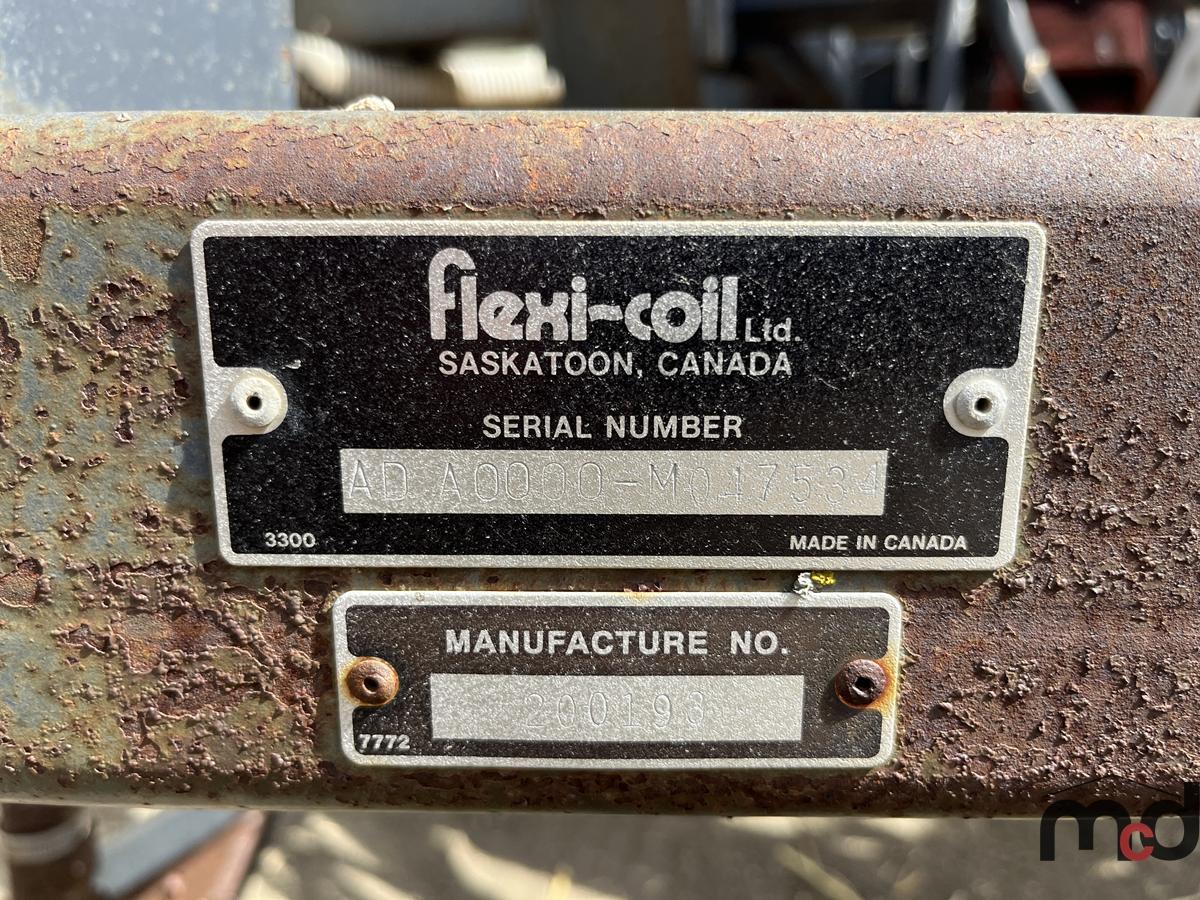 flexi-coil Ltd.
SASKATOON, CANADA
SERIAL NUMBER
AD A0000-M047534
3300
MADE IN CANADA
MANUFACTURE NO.
200193
7772
mcd